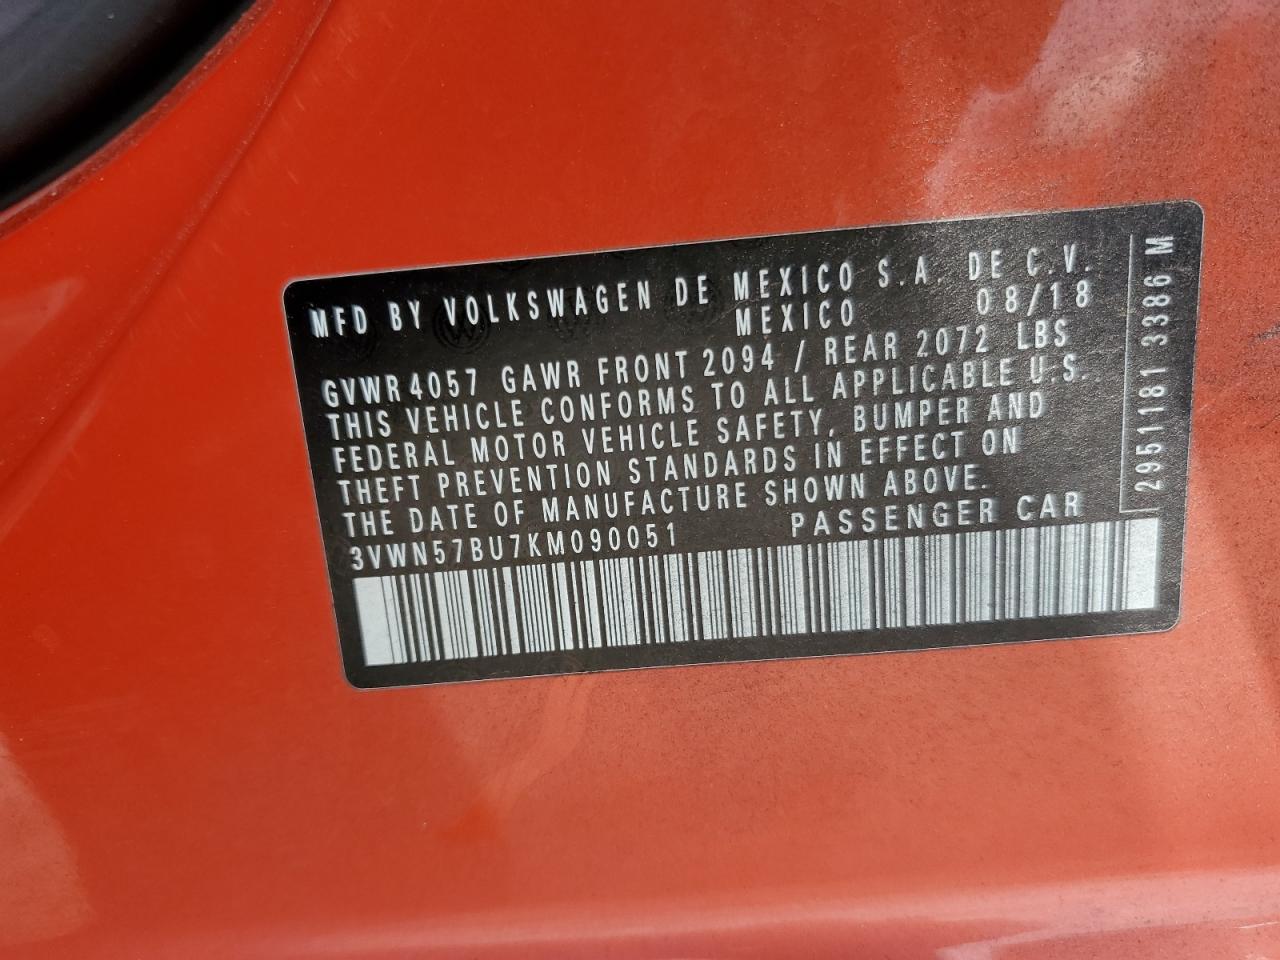 MFD BY VOLKSWAGEN DE MEXICO S.A. DE C.V.
MEXICO 08/18
GVWR 4057 GAWR FRONT 2094 / REAR 2072 LBS
THIS VEHICLE CONFORMS TO ALL APPLICABLE U.S.
FEDERAL MOTOR VEHICLE SAFETY, BUMPER AND
THEFT PREVENTION STANDARDS IN EFFECT ON
THE DATE OF MANUFACTURE SHOWN ABOVE.
3VWN57BU7KM090051 PASSENGER CAR
2951181 3386 M